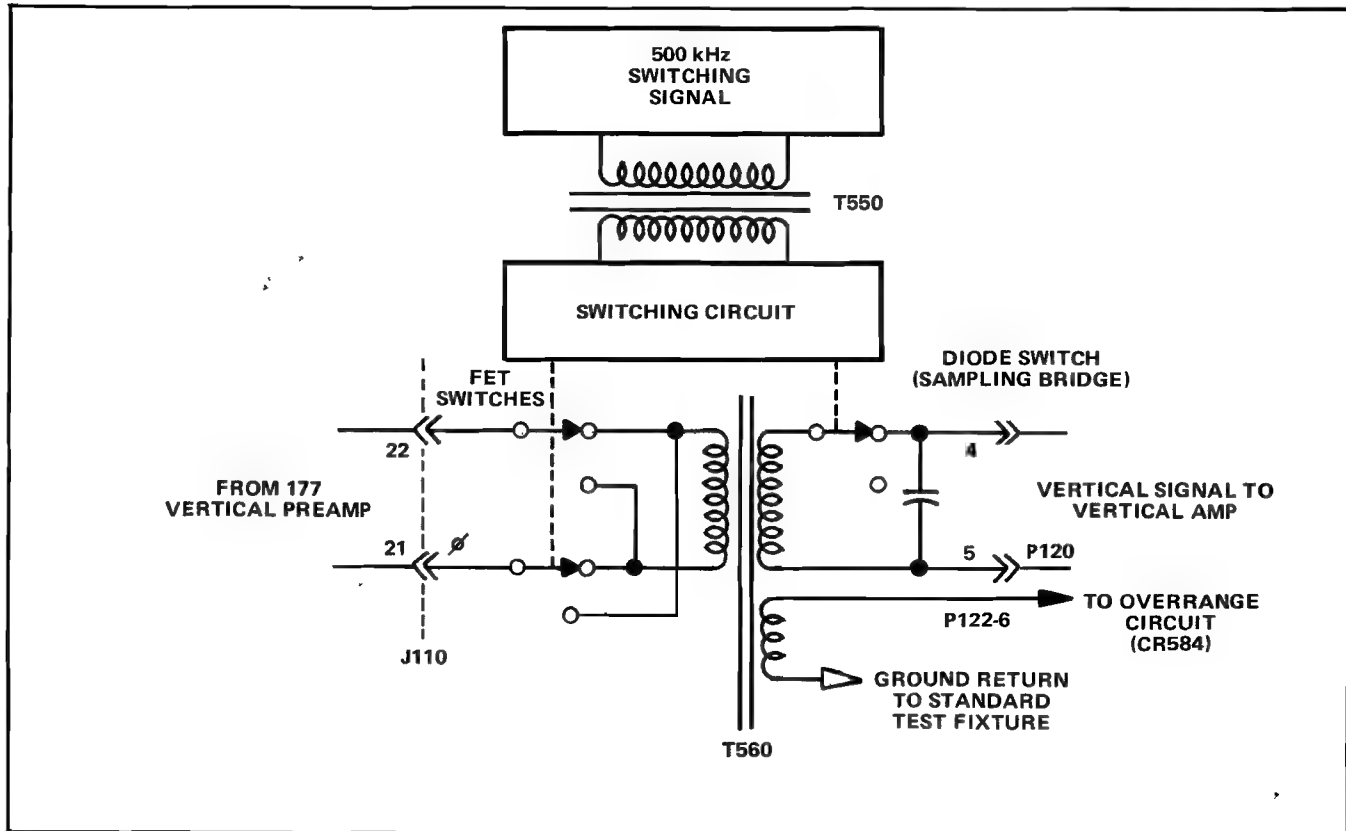 500 kHz
SWITCHING
SIGNAL
T550
SWITCHING CIRCUIT
FET
SWITCHES
DIODE SWITCH
(SAMPLING BRIDGE)
22
4
FROM 177
VERTICAL PREAMP
VERTICAL SIGNAL TO
VERTICAL AMP
21
ø
5
P120
P122-6
TO OVERRANGE
CIRCUIT
(CR584)
J110
GROUND RETURN
TO STANDARD
TEST FIXTURE
T560